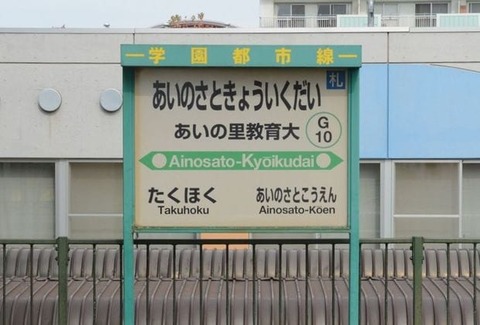 学園都市線
札
あいのさときょういくだい
あいの里教育大
G
10
Ainosato-Kyōikudai
たくほく
あいのさとこうえん
Takuhoku
Ainosato-Kōen